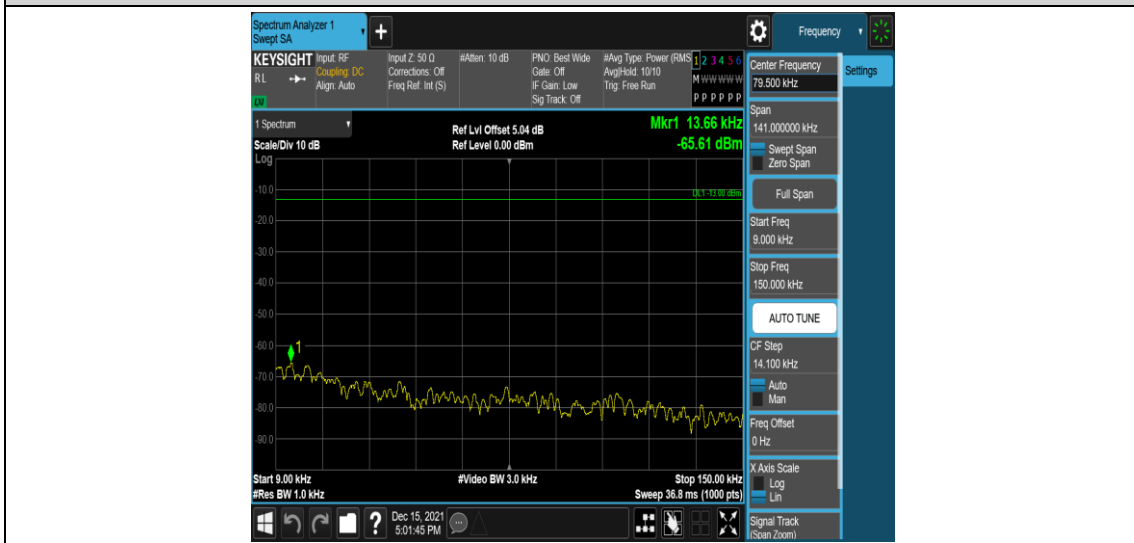 Spectrum Analyzer 1
Swept SA
+
Frequency
KEYSIGHT
RL
LXI
Input: RF
Coupling: DC
Align: Auto
Input Z: 50 Ω
Corrections: Off
Freq Ref: Int (S)
#Atten: 10 dB
PNO: Best Wide
Gate: Off
IF Gain: Low
Sig Track: Off
#Avg Type: Power (RMS
Avg|Hold: 10/10
Trig: Free Run
1 2 3 4 5 6
M W W W W W
P P P P P P
1 Spectrum
Scale/Div 10 dB
Log
Ref Lvl Offset 5.04 dB
Ref Level 0.00 dBm
Mkr1 13.66 kHz
-65.61 dBm
DL1 -13.00 dBm
-10.0
-20.0
-30.0
-40.0
-50.0
-60.0
-70.0
-80.0
-90.0
1
Start 9.00 kHz
#Res BW 1.0 kHz
#Video BW 3.0 kHz
Stop 150.00 kHz
Sweep 36.8 ms (1000 pts)
Center Frequency
79.500 kHz
Settings
Span
141.000000 kHz
Swept Span
Zero Span
Full Span
Start Freq
9.000 kHz
Stop Freq
150.000 kHz
AUTO TUNE
CF Step
14.100 kHz
Auto
Man
Freq Offset
0 Hz
X Axis Scale
Log
Lin
Signal Track
(Span Zoom)
?
Dec 15, 2021
5:01:45 PM